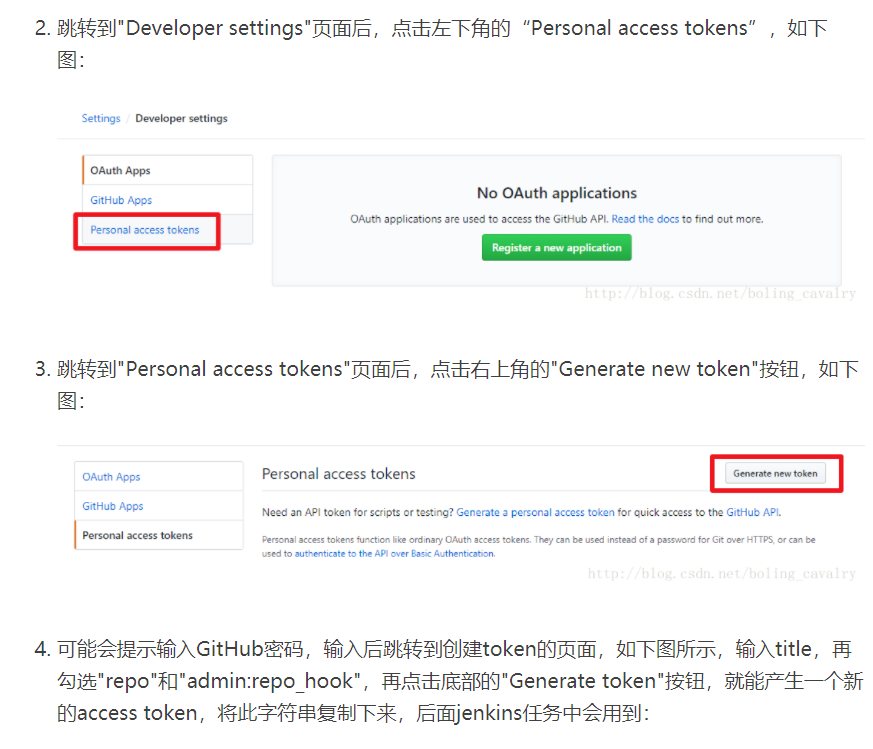 2. 跳转到"Developer settings"页面后，点击左下角的“Personal access tokens”，如下
图：
Settings / Developer settings
OAuth Apps
GitHub Apps
Personal access tokens
No OAuth applications
OAuth applications are used to access the GitHub API. Read the docs to find out more.
Register a new application
http://blog.csdn.net/boling_cavalry
3. 跳转到"Personal access tokens"页面后，点击右上角的"Generate new token"按钮，如下
图：
OAuth Apps
GitHub Apps
Personal access tokens
Personal access tokens
Generate new token
Need an API token for scripts or testing? Generate a personal access token for quick access to the GitHub API.
Personal access tokens function like ordinary OAuth access tokens. They can be used instead of a password for Git over HTTPS, or can be
used to authenticate to the API over Basic Authentication.
http://blog.csdn.net/boling_cavalry
4. 可能会提示输入GitHub密码，输入后跳转到创建token的页面，如下图所示，输入title，再
勾选"repo"和"admin:repo_hook"，再点击底部的"Generate token"按钮，就能产生一个新
的access token，将此字符串复制下来，后面jenkins任务中会用到：